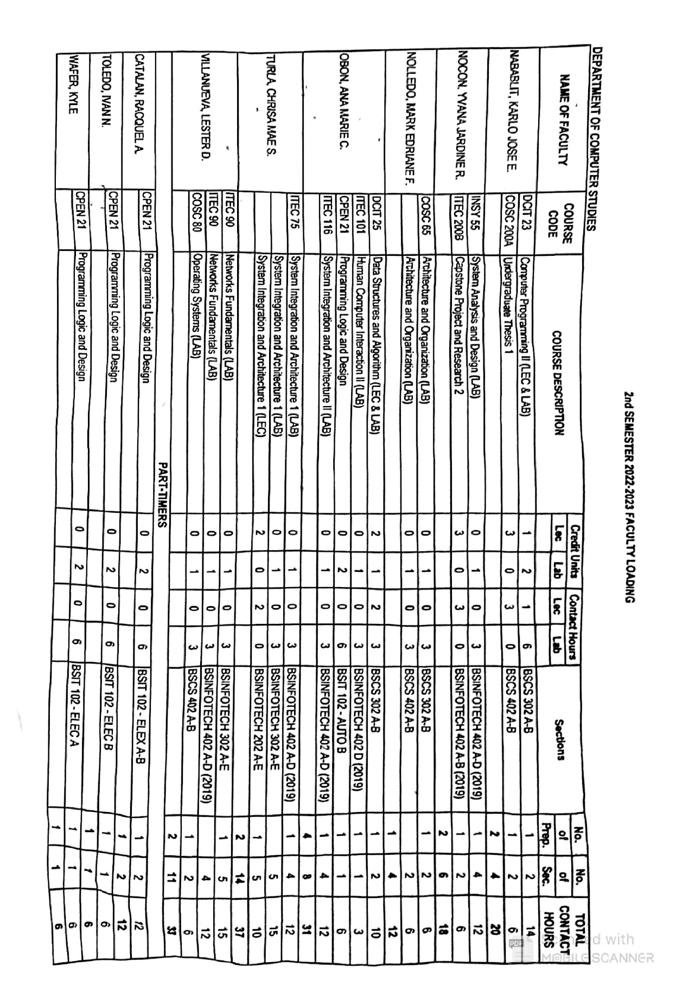 2nd SEMESTER 2022-2023 FACULTY LOADING
DEPARTMENT OF COMPUTER STUDIES
NAME OF FACULTY COURSE CODE COURSE DESCRIPTION Credit Units Lec Lab Contact Hours Lec Lab Sections No. of Prep. No. of Sec. TOTAL CONTACT HOURS
NABABLIT, KARLO JOSE E. DCIT 23 Computer Programming II (LEC & LAB) 1 2 1 6 BSCS 302 A-B 1 2 14
COSC 200A Undergraduate Thesis 1 3 0 3 0 BSCS 402 A-B 1 2 6
2 4 20
NOCON, YVANA JARDINE R. INSY 55 System Analysis and Design (LAB) 0 1 0 3 BSINFOTECH 402 A-D (2019) 1 4 12
ITEC 200B Capstone Project and Research 2 3 0 3 0 BSINFOTECH 402 A-B (2019) 1 2 6
2 6 18
NOLLEDO, MARK EDRIANE F. COSC 65 Architecture and Organization (LAB) 0 1 0 3 BSCS 302 A-B 1 2 6
Architecture and Organization (LAB) 0 1 0 3 BSCS 402 A-B 2 6
1 4 12
OBON, ANA MARIE C. DCIT 25 Data Structures and Algorithm (LEC & LAB) 2 1 2 3 BSCS 302 A-B 1 2 10
ITEC 101 Human Computer Interaction II (LAB) 0 1 0 3 BSINFOTECH 402 D (2019) 1 1 3
CPEN 21 Programming Logic and Design 0 2 0 6 BSIT 102 - AUTO B 1 1 6
ITEC 116 System Integration and Architecture II (LAB) 0 1 0 3 BSINFOTECH 402 A-D (2019) 1 4 12
4 8 31
TURLA, CHRISA MAE S. ITEC 75 System Integration and Architecture 1 (LAB) 0 1 0 3 BSINFOTECH 402 A-D (2019) 1 4 12
System Integration and Architecture 1 (LAB) 0 1 0 3 BSINFOTECH 302 A-E 5 15
System Integration and Architecture 1 (LEC) 2 0 2 0 BSINFOTECH 202 A-E 1 5 10
2 14 37
VILLANUEVA, LESTER D. ITEC 90 Networks Fundamentals (LAB) 0 1 0 3 BSINFOTECH 302 A-E 1 5 15
ITEC 90 Networks Fundamentals (LAB) 0 1 0 3 BSINFOTECH 402 A-D (2019) 4 12
COSC 80 Operating Systems (LAB) 0 1 0 3 BSCS 402 A-B 1 2 6
2 11 33
PART-TIMERS
CATALAN, RACQUEL A. CPEN 21 Programming Logic and Design 0 2 0 6 BSIT 102 - ELEX A-B 1 2 12
1 2 12
TOLEDO, IVAN N. CPEN 21 Programming Logic and Design 0 2 0 6 BSIT 102 - ELEC B 1 1 6
1 1 6
WAFER, KYLE CPEN 21 Programming Logic and Design 0 2 0 6 BSIT 102 - ELEC A 1 1 6
1 1 6
PDF
Scanned with
MOBILE SCANNER